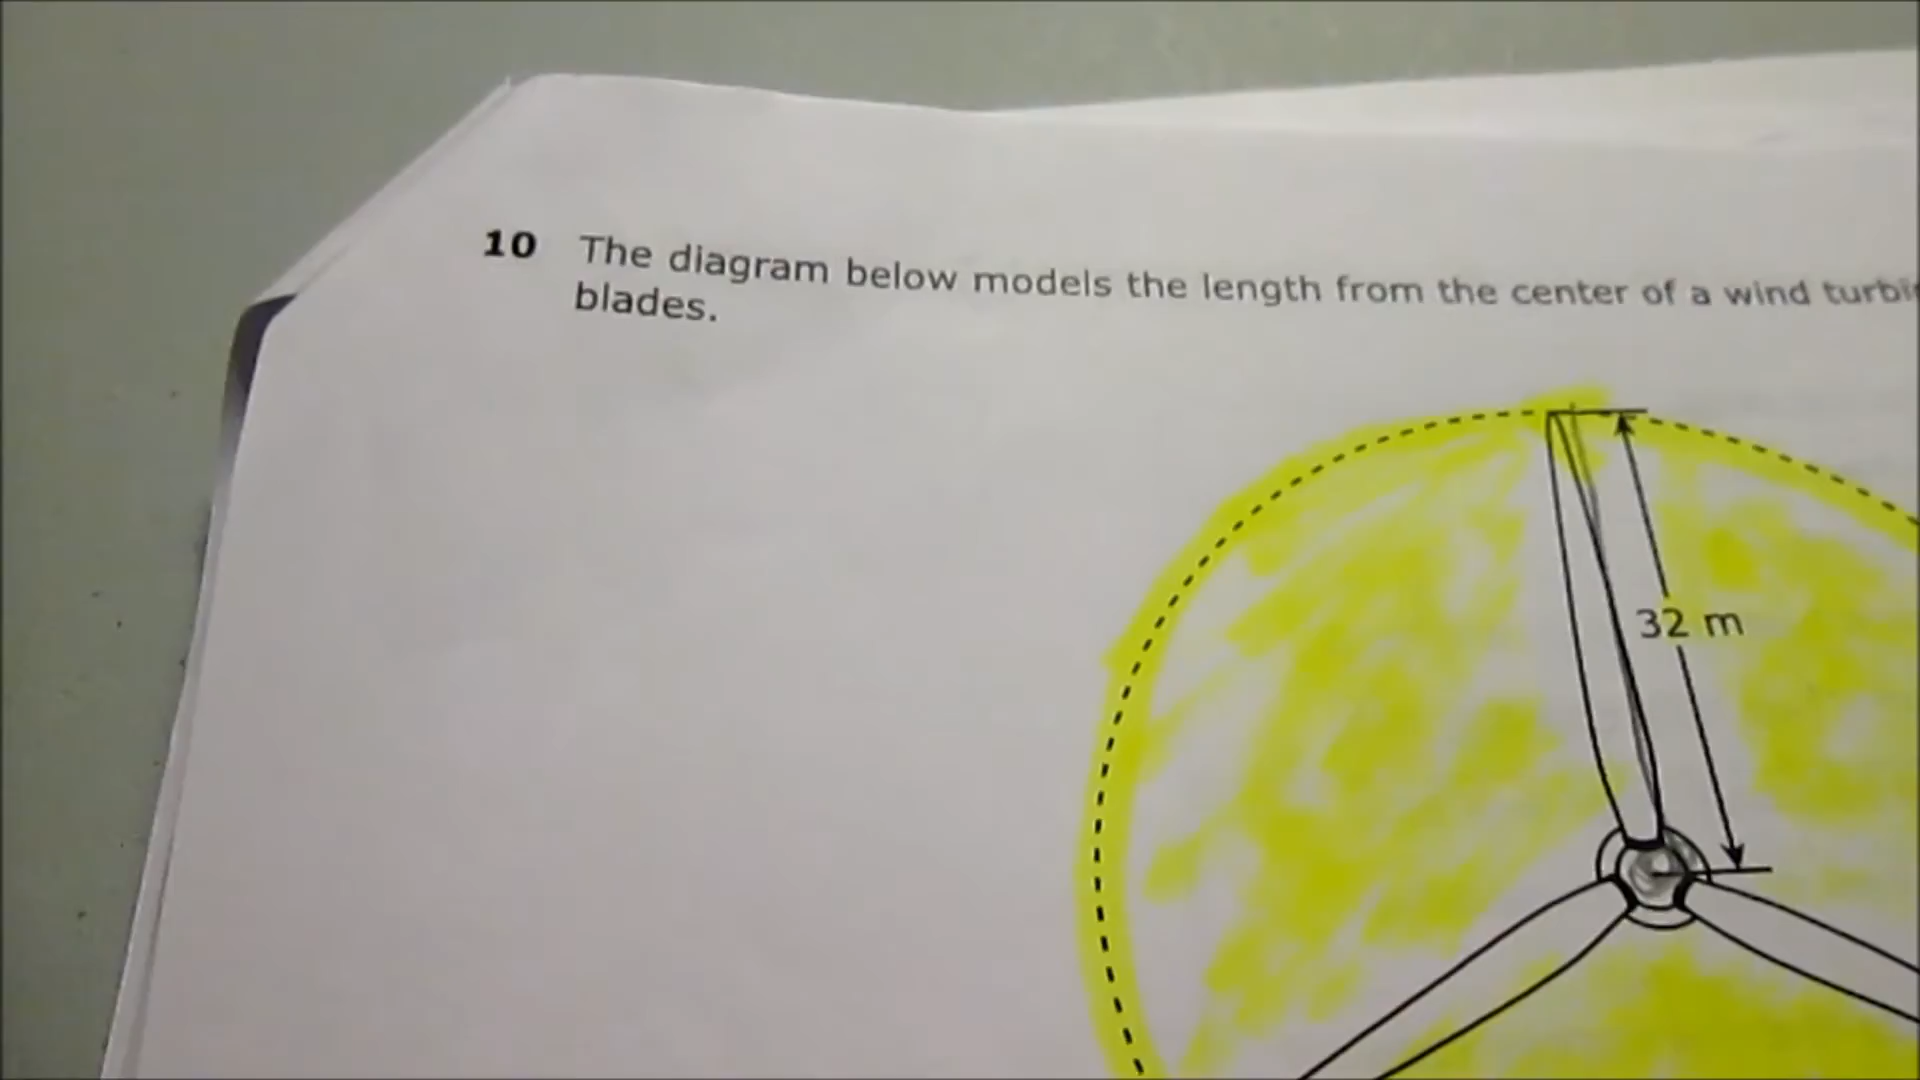 10 The diagram below models the length from the center of a wind
blades.
32 m